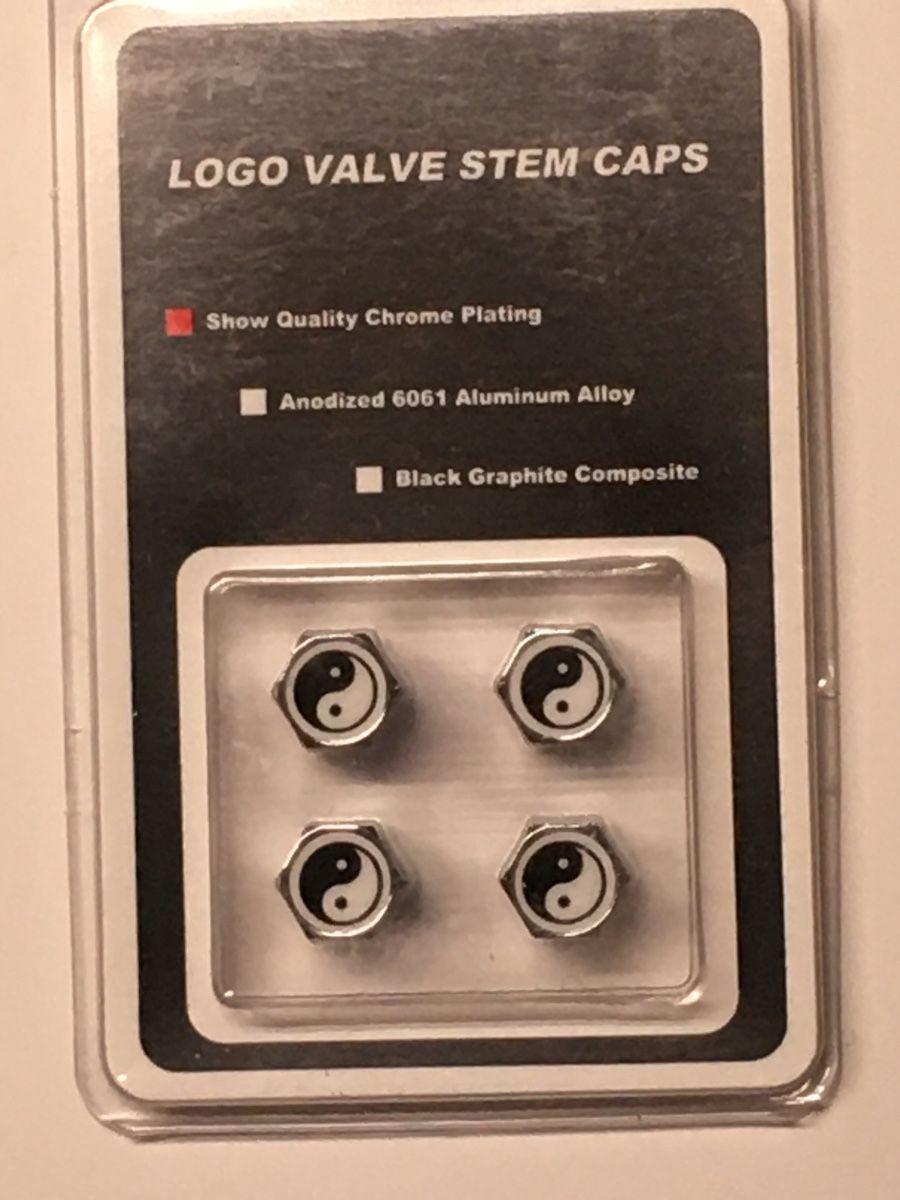 LOGO VALVE STEM CAPS
Show Quality Chrome Plating
Anodized 6061 Aluminum Alloy
Black Graphite Composite